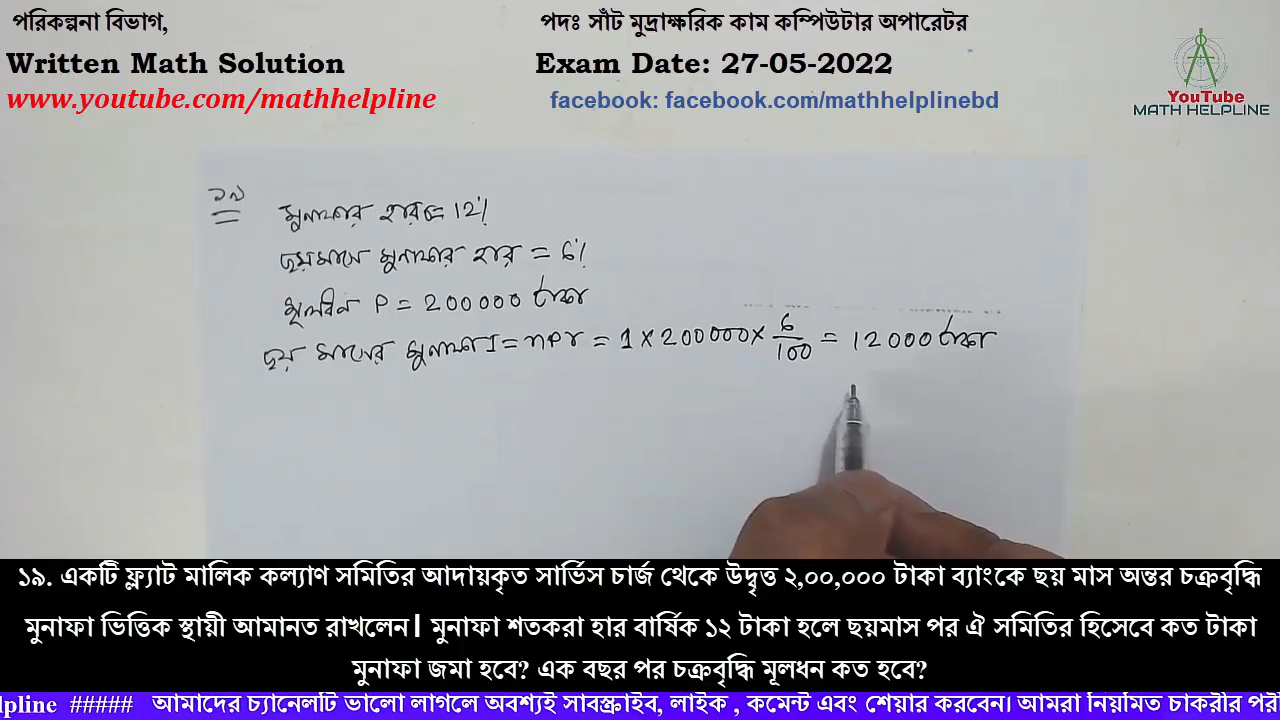 পরিকল্পনা বিভাগ,
পদঃ সাঁট মুদ্রাক্ষরিক কাম কম্পিউটার অপারেটর
Written Math Solution
Exam Date: 27-05-2022
www.youtube.com/mathhelpline
facebook: facebook.com/mathhelplinebd
YouTube
MATH HELPLINE
১৯
মুনাফার হার = 12%
ছয়মাসে মুনাফার হার = 6%
মূলধন P = 200000 টাকা
ছয় মাসের মুনাফা I = nPr = 1 × 200000 × 6/100 = 12000 টাকা
১৯. একটি ফ্ল্যাট মালিক কল্যাণ সমিতির আদায়কৃত সার্ভিস চার্জ থেকে উদ্বৃত্ত ২,০০,০০০ টাকা ব্যাংকে ছয় মাস অন্তর চক্রবৃদ্ধি
মুনাফা ভিত্তিক স্থায়ী আমানত রাখলেন। মুনাফা শতকরা হার বার্ষিক ১২ টাকা হলে ছয়মাস পর ঐ সমিতির হিসেবে কত টাকা
মুনাফা জমা হবে? এক বছর পর চক্রবৃদ্ধি মূলধন কত হবে?
lpline ##### আমাদের চ্যানেলটি ভালো লাগলে অবশ্যই সাবস্ক্রাইব, লাইক , কমেন্ট এবং শেয়ার করবেন। আমরা নিয়মিত চাকরীর পরী